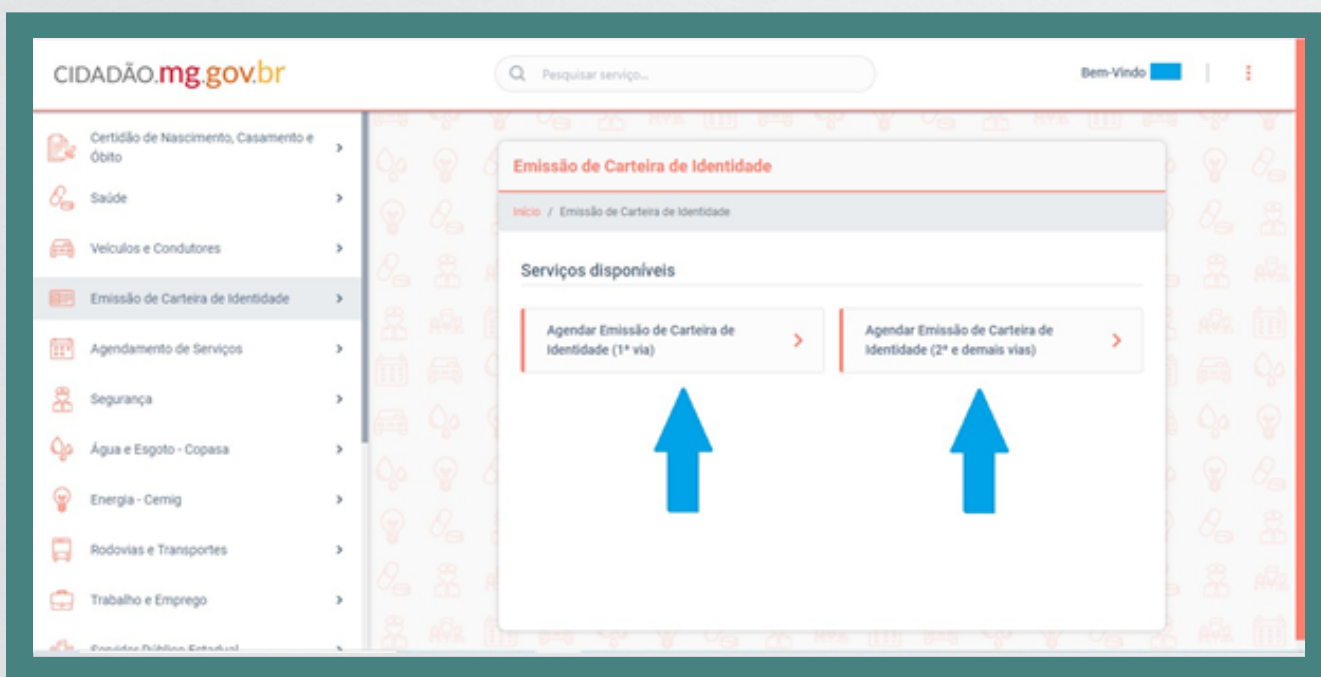 CIDADÃO.mg.gov.br
Pesquisar serviço...
Bem-Vindo
Certidão de Nascimento, Casamento e
Óbito
Saúde
Veículos e Condutores
Emissão de Carteira de Identidade
Agendamento de Serviços
Segurança
Água e Esgoto - Copasa
Energia - Cemig
Rodovias e Transportes
Trabalho e Emprego
Servidor Público Estadual
Emissão de Carteira de Identidade
Início / Emissão de Carteira de Identidade
Serviços disponíveis
Agendar Emissão de Carteira de
Identidade (1ª via)
Agendar Emissão de Carteira de
Identidade (2ª e demais vias)